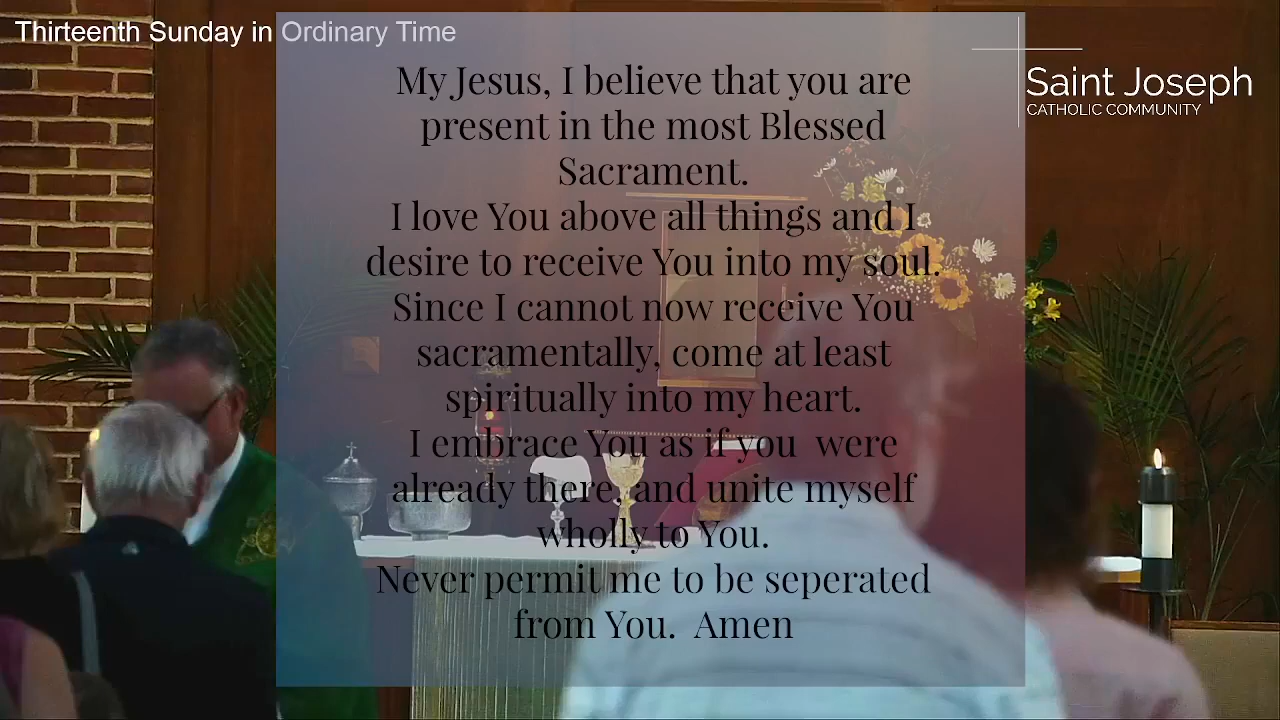 Thirteenth Sunday in Ordinary Time
Saint Joseph
CATHOLIC COMMUNITY
My Jesus, I believe that you are
present in the most Blessed
Sacrament.
I love You above all things and I
desire to receive You into my soul.
Since I cannot now receive You
sacramentally, come at least
spiritually into my heart.
I embrace You as if you  were
already there, and unite myself
wholly to You.
Never permit me to be seperated
from You.  Amen